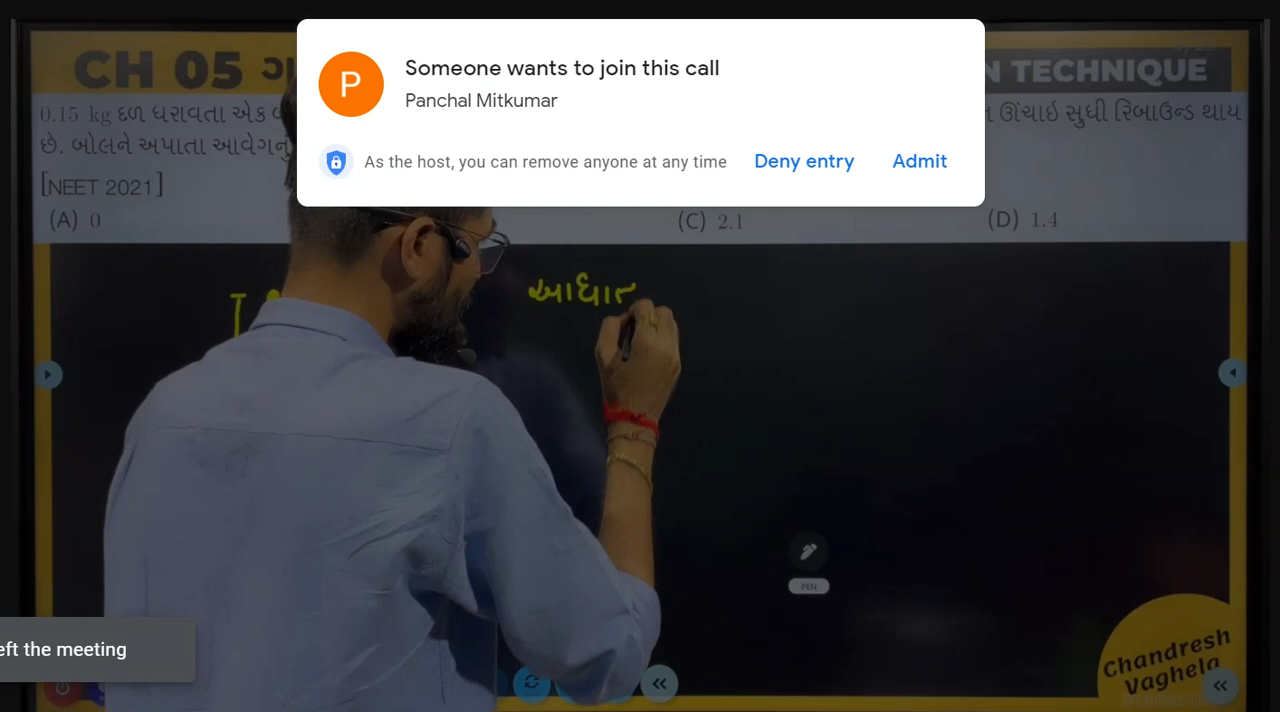 Someone wants to join this call
P
Panchal Mitkumar
As the host, you can remove anyone at any time Deny entry Admit
CH 05 TECHNIQUE
0.15 kg દળ ધરાવતા એક ઊંચાઇ સુધી રિબાઉન્ડ થાય
છે. બોલને અપાતા આવેગનું
[NEET 2021]
(A) 0 (C) 2.1 (D) 1.4
આઘાત
PEN
left the meeting
Chandresh
Vaghela